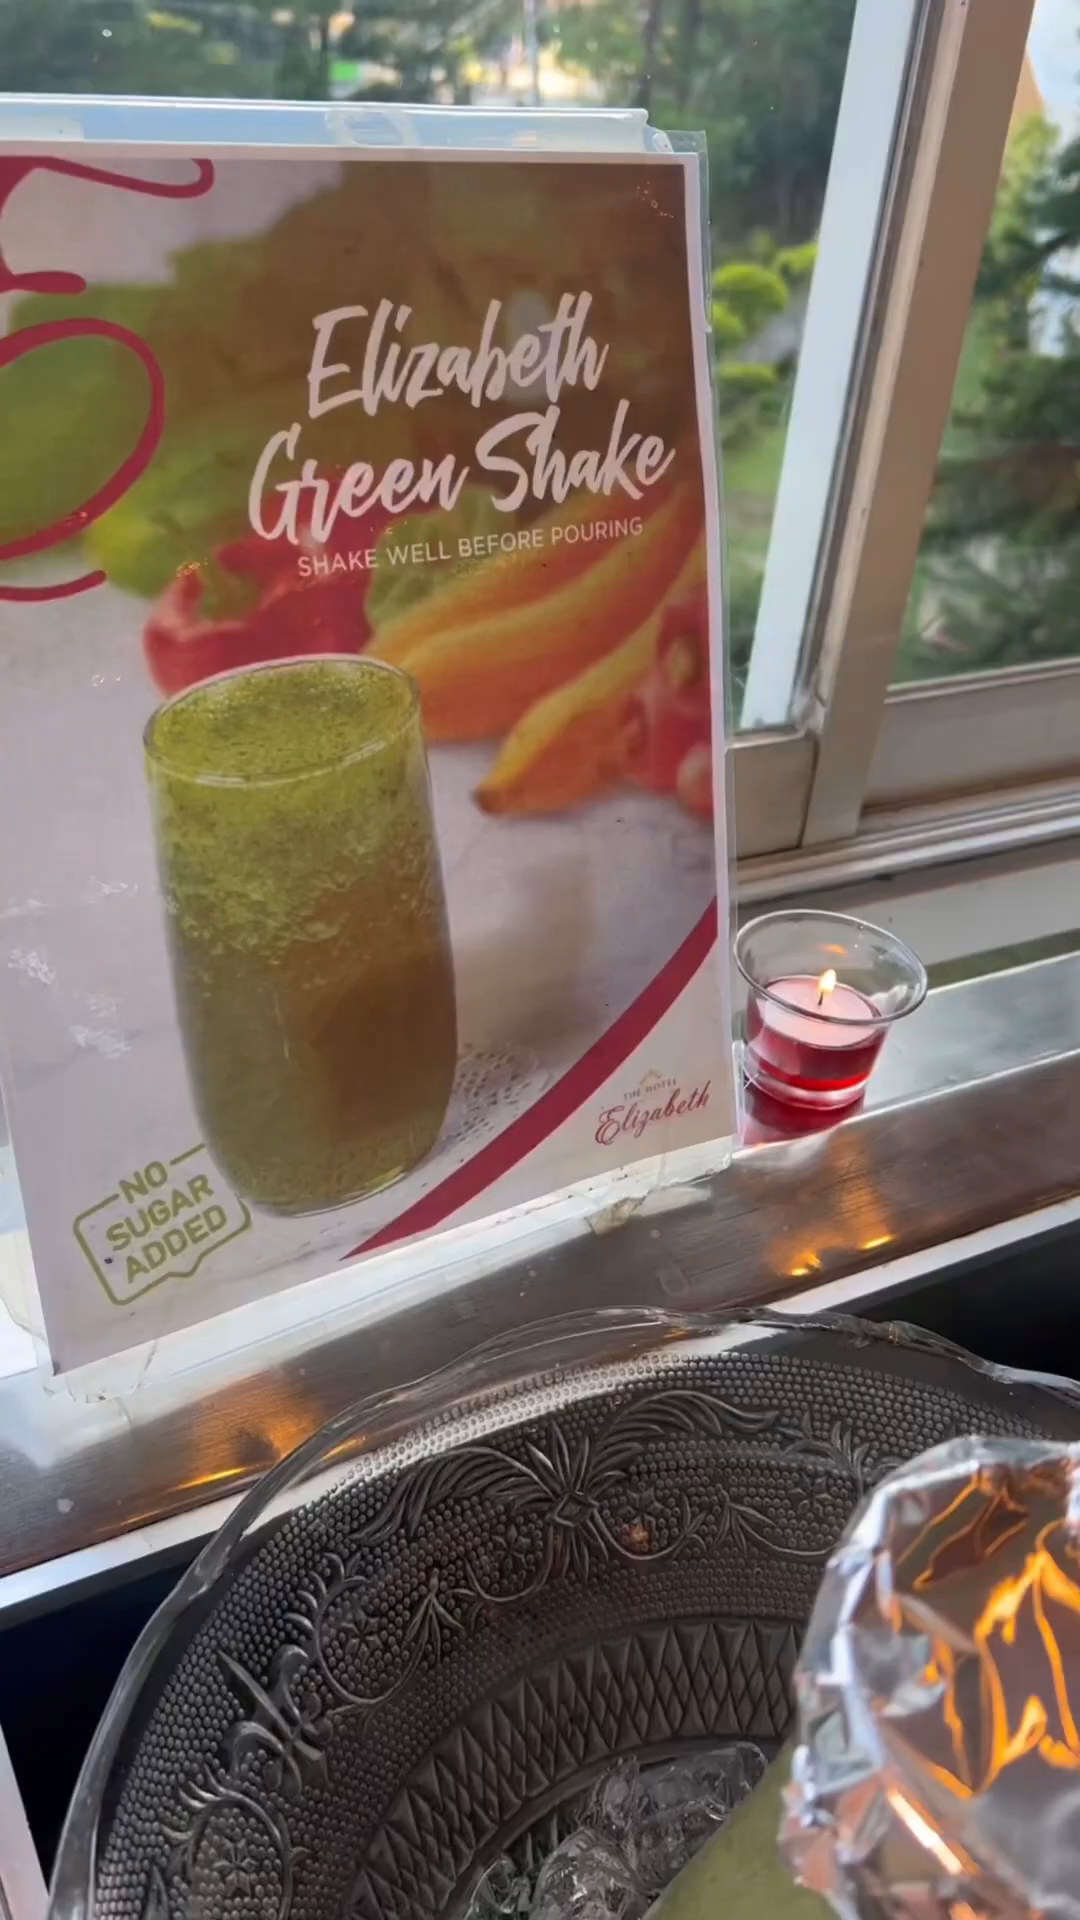 Elizabeth
Green Shake
SHAKE WELL BEFORE POURING
THE HOTEL
Elizabeth
NO
SUGAR
ADDED